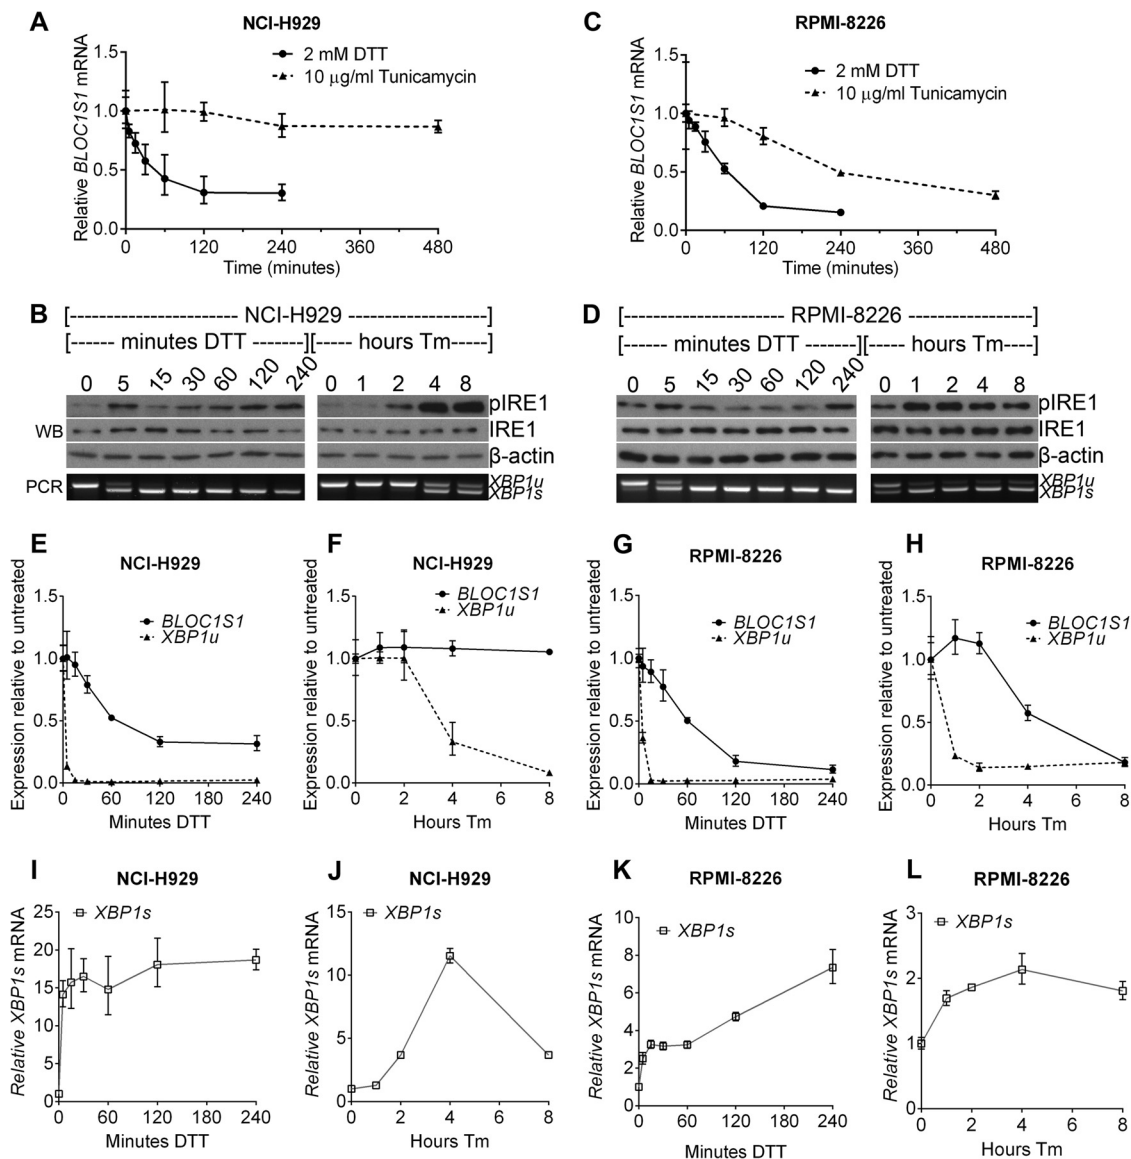 A
NCI-H929
2 mM DTT
10 μg/ml Tunicamycin
Relative BLOC1S1 mRNA
1.5
1.0
0.5
0.0
0 120 240 360 480
Time (minutes)
C
RPMI-8226
2 mM DTT
10 μg/ml Tunicamycin
Relative BLOC1S1 mRNA
1.5
1.0
0.5
0.0
0 120 240 360 480
Time (minutes)
B
[------------------------ NCI-H929 --------------------]
[------ minutes DTT -------][----- hours Tm-----]
0 5 15 30 60 120 240 0 1 2 4 8
pIRE1
WB IRE1
β-actin
PCR XBP1u
XBP1s
D
[----------------------- RPMI-8226 ------------------]
[------ minutes DTT -------][----- hours Tm-----]
0 5 15 30 60 120 240 0 1 2 4 8
pIRE1
IRE1
β-actin
XBP1u
XBP1s
E
NCI-H929
BLOC1S1
XBP1u
Expression relative to untreated
1.5
1.0
0.5
0.0
0 60 120 180 240
Minutes DTT
F
NCI-H929
BLOC1S1
XBP1u
1.5
1.0
0.5
0.0
0 2 4 6 8
Hours Tm
G
RPMI-8226
BLOC1S1
XBP1u
Expression relative to untreated
1.5
1.0
0.5
0.0
0 60 120 180 240
Minutes DTT
H
RPMI-8226
BLOC1S1
XBP1u
Expression relative to untreated
1.5
1.0
0.5
0.0
0 2 4 6 8
Hours Tm
I
NCI-H929
XBP1s
Relative XBP1s mRNA
25
20
15
10
5
0
0 60 120 180 240
Minutes DTT
J
NCI-H929
XBP1s
Relative XBP1s mRNA
15
10
5
0
0 2 4 6 8
Hours Tm
K
RPMI-8226
XBP1s
Relative XBP1s mRNA
10
8
6
4
2
0
0 60 120 180 240
Minutes DTT
L
RPMI-8226
XBP1s
Relative XBP1s mRNA
3
2
1
0
0 2 4 6 8
Hours Tm